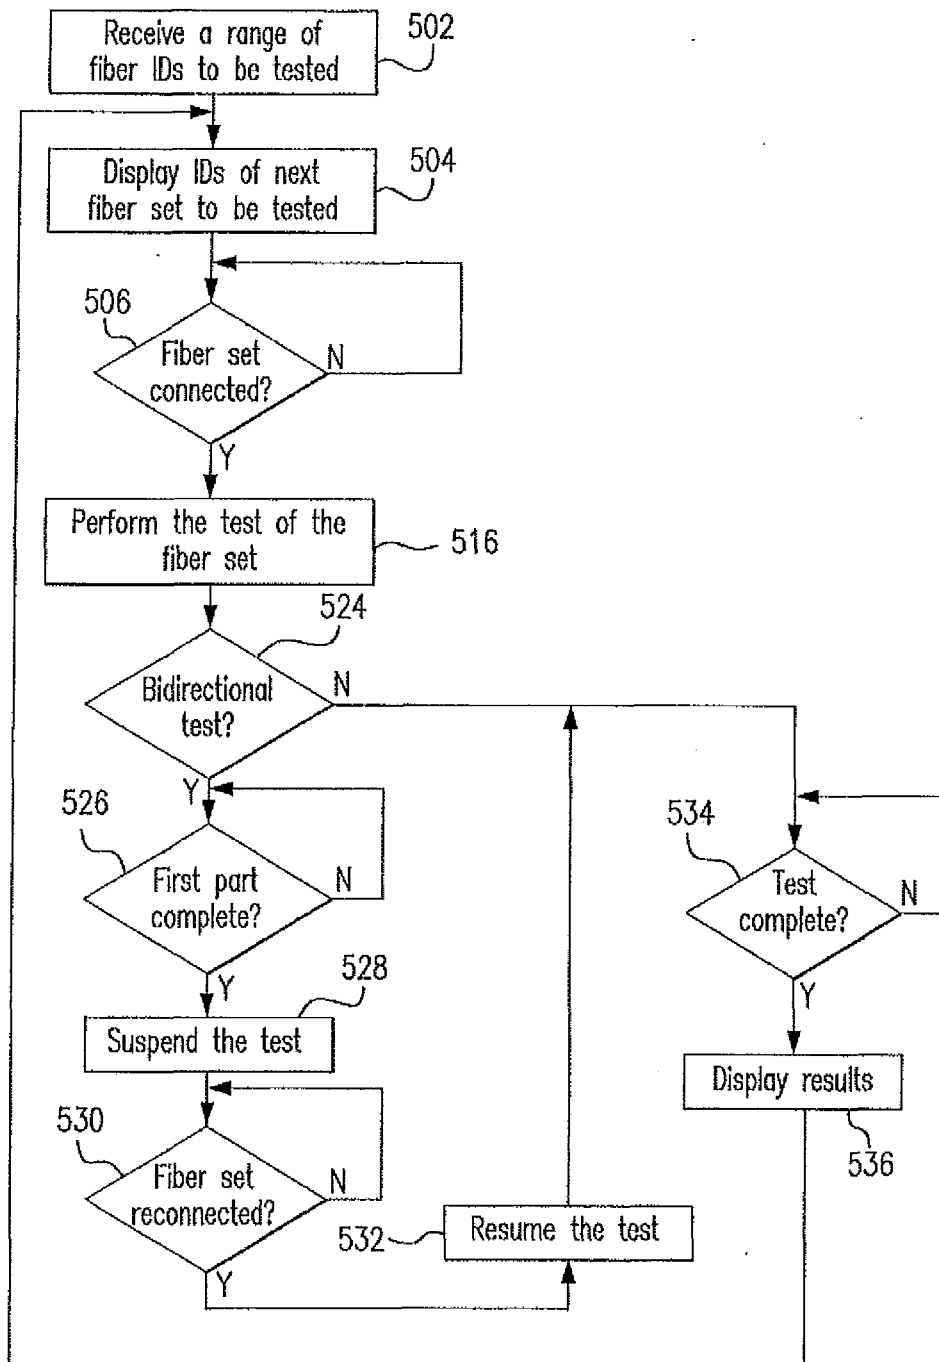 Receive a range of
fiber IDs to be tested
502
Display IDs of next
fiber set to be tested
504
506
Fiber set
connected?
N
Y
Perform the test of the
fiber set
516
524
Bidirectional
test?
N
Y
526
First part
complete?
N
Y
528
Suspend the test
530
Fiber set
reconnected?
N
Y
532
Resume the test
534
Test
complete?
N
Y
Display results
536